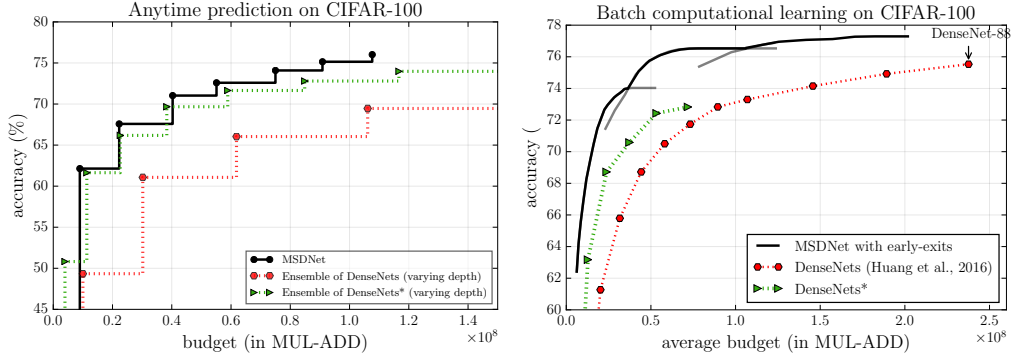 Anytime prediction on CIFAR-100
accuracy (%)
80
75
70
65
60
55
50
45
MSDNet
Ensemble of DenseNets (varying depth)
Ensemble of DenseNets* (varying depth)
0.0
0.2
0.4
0.6
0.8
1.0
1.2
1.4
×10⁸
budget (in MUL-ADD)
Batch computational learning on CIFAR-100
accuracy (
78
76
74
72
70
68
66
64
62
60
DenseNet-88
MSDNet with early-exits
DenseNets (Huang et al., 2016)
DenseNets*
0.0
0.5
1.0
1.5
2.0
2.5
×10⁸
average budget (in MUL-ADD)